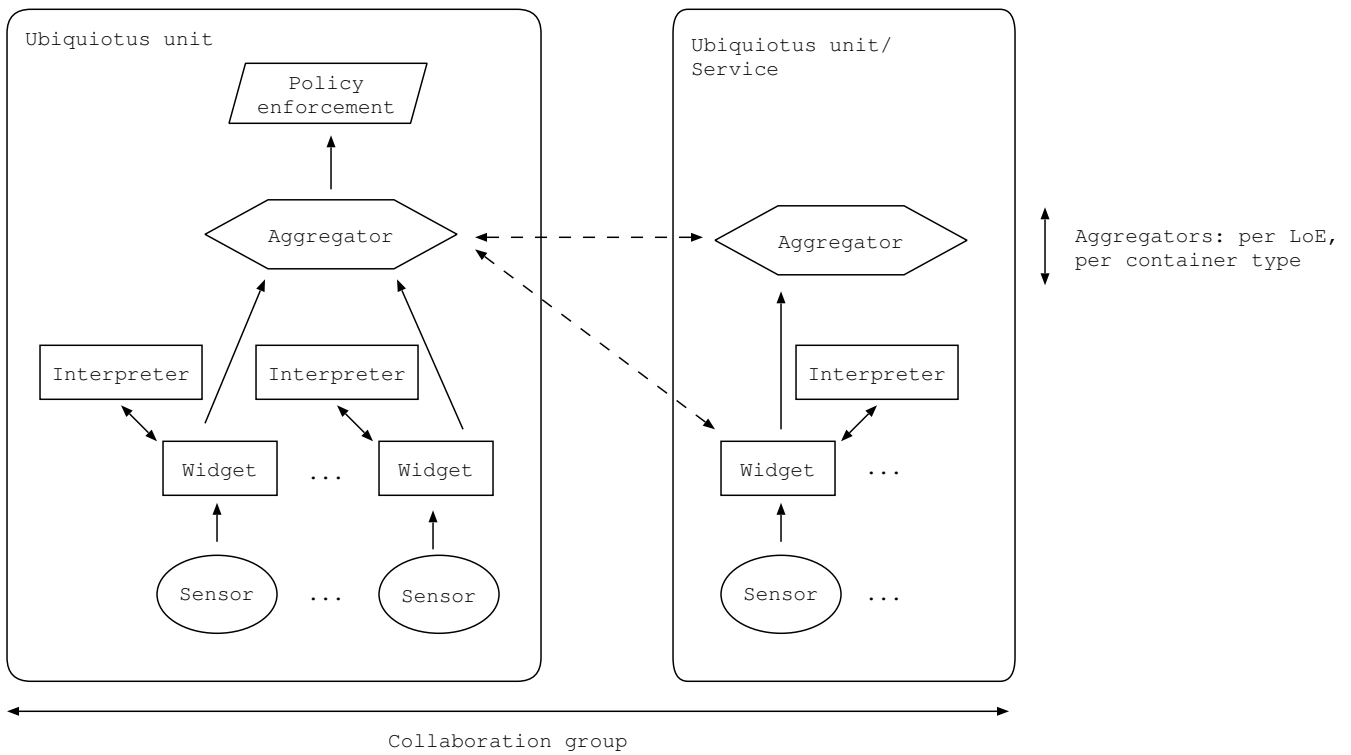 Ubiquiotus unit
Policy
enforcement
Aggregator
Interpreter
Interpreter
Widget
...
Widget
Sensor
...
Sensor
Ubiquiotus unit/
Service
Aggregator
Interpreter
Widget
...
Sensor
...
Aggregators: per LoE,
per container type
Collaboration group